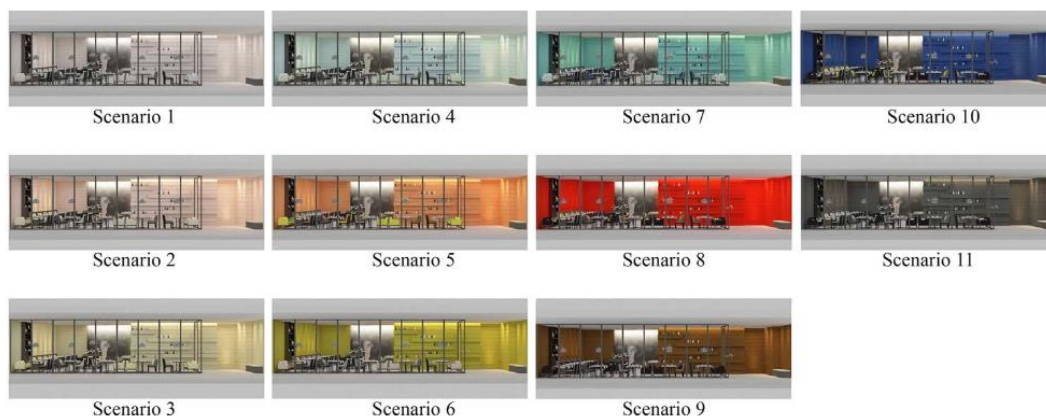 Scenario 1
Scenario 4
Scenario 7
Scenario 10
Scenario 2
Scenario 5
Scenario 8
Scenario 11
Scenario 3
Scenario 6
Scenario 9